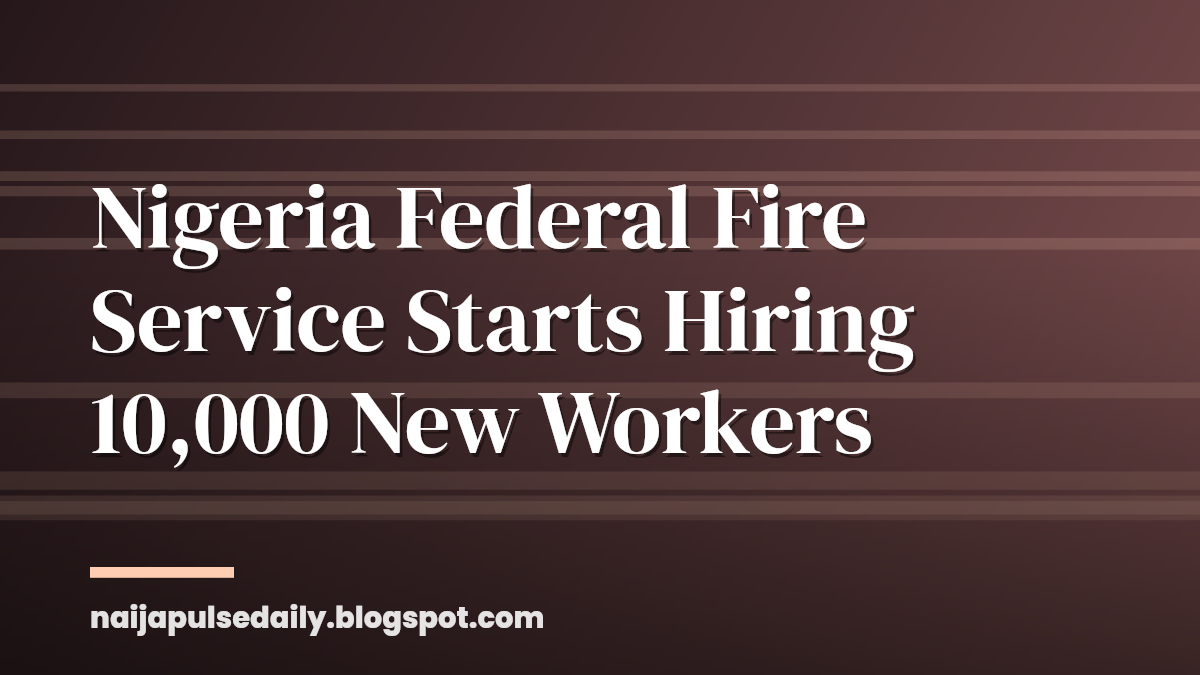 Nigeria Federal Fire
Service Starts Hiring
10,000 New Workers
naijapulsedaily.blogspot.com